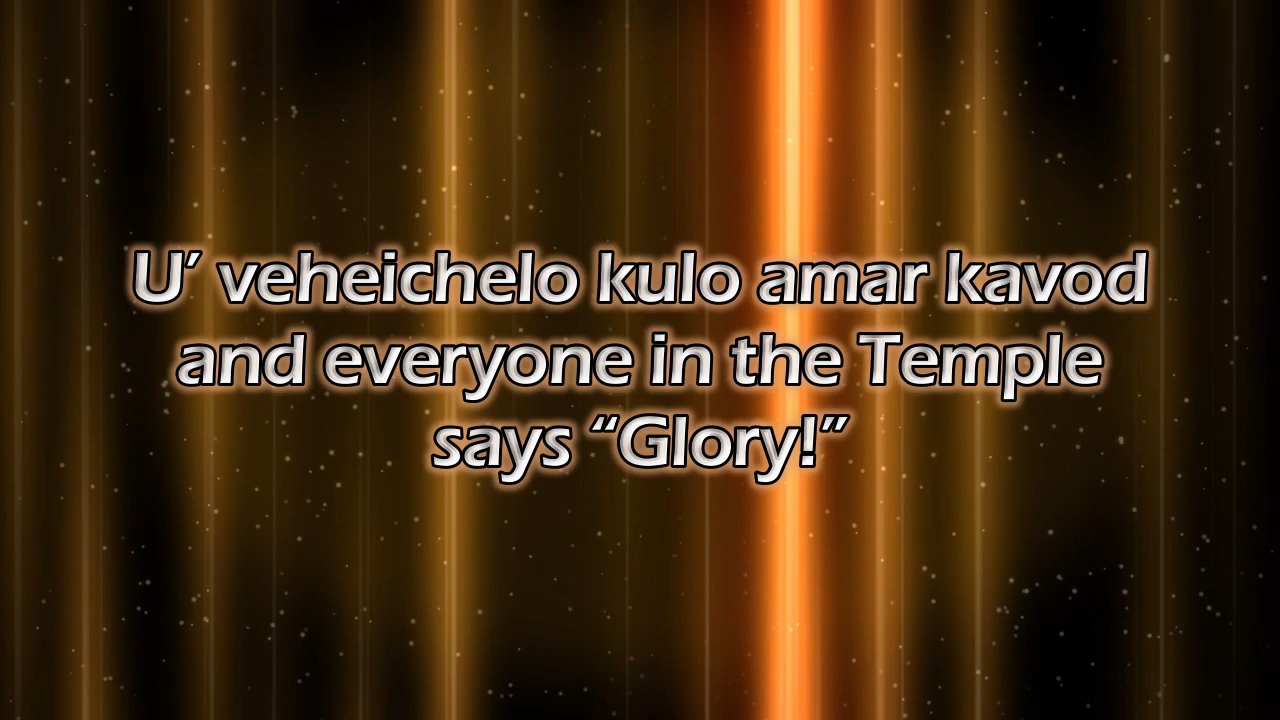 U’ veheichelo kulo amar kavod
and everyone in the Temple
says “Glory!”